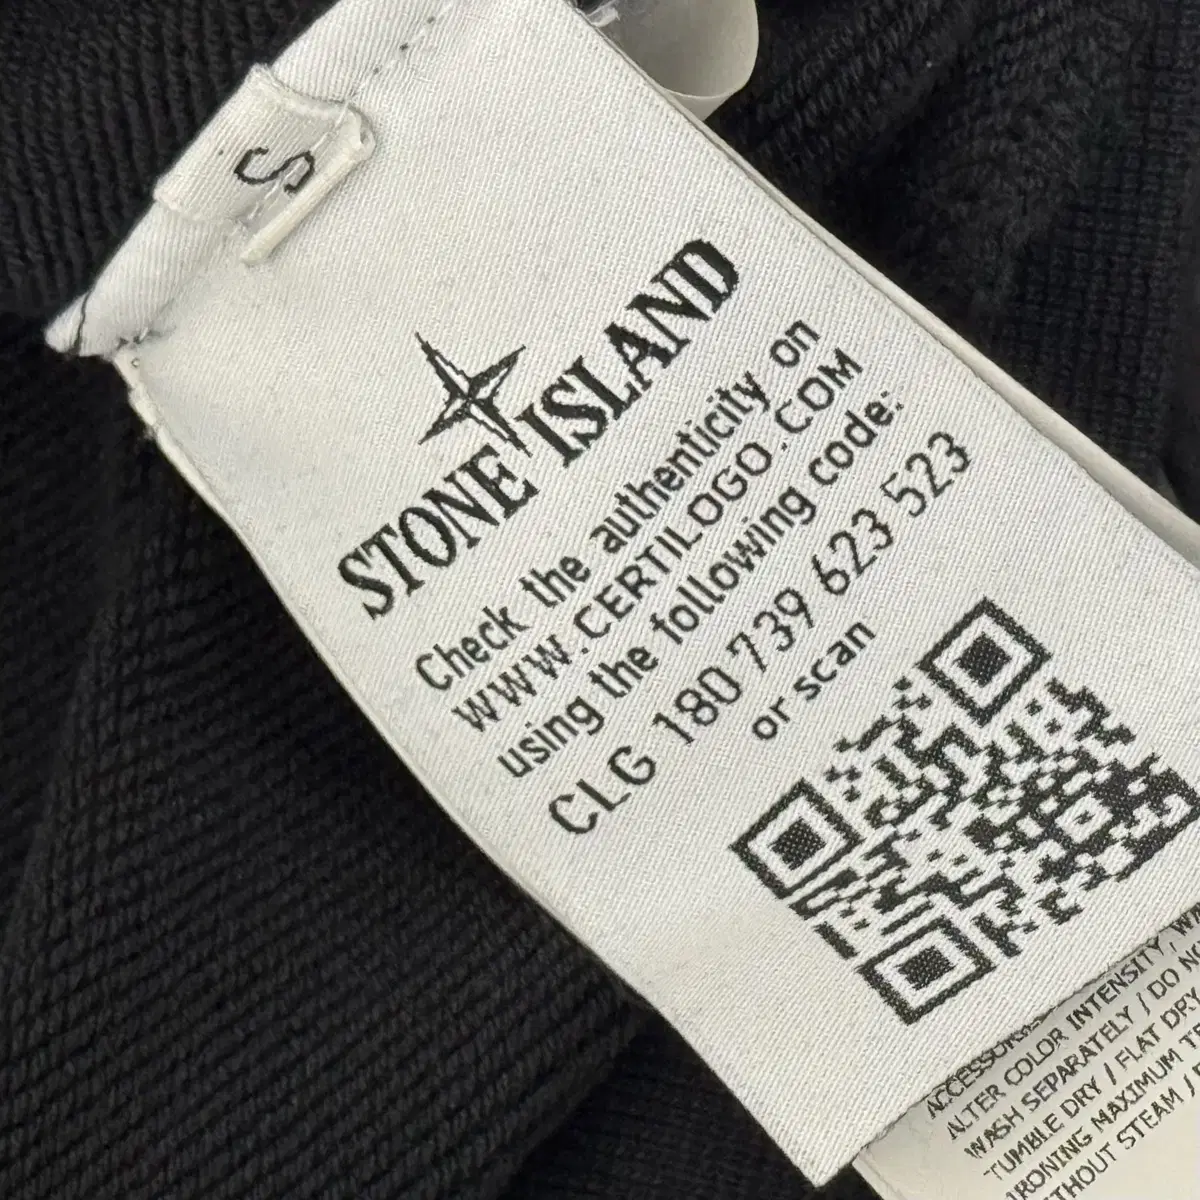 S
STONE ISLAND
Check the authenticity on
WWW.CERTILOGO.COM
using the following code:
CLG 180 739 623 523
or scan
ALTER COLOR INTENSITY,
WASH SEPARATELY / DO
TUMBLE DRY / FLAT DRY
IRONING MAXIMUM
WITHOUT STEAM /